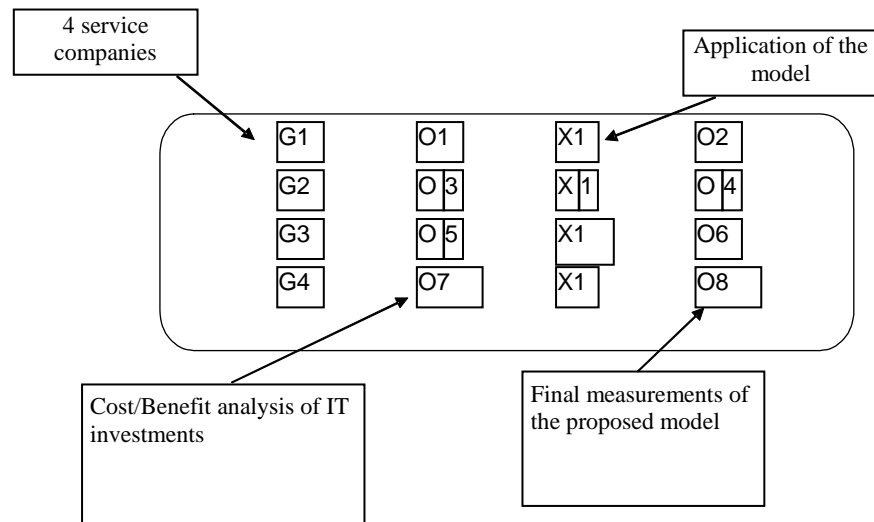 4 service
companies
Application of the
model
G1 O1 X1 O2
G2 O 3 X 1 O 4
G3 O 5 X1 O6
G4 O7 X1 O8
Cost/Benefit analysis of IT
investments
Final measurements of
the proposed model